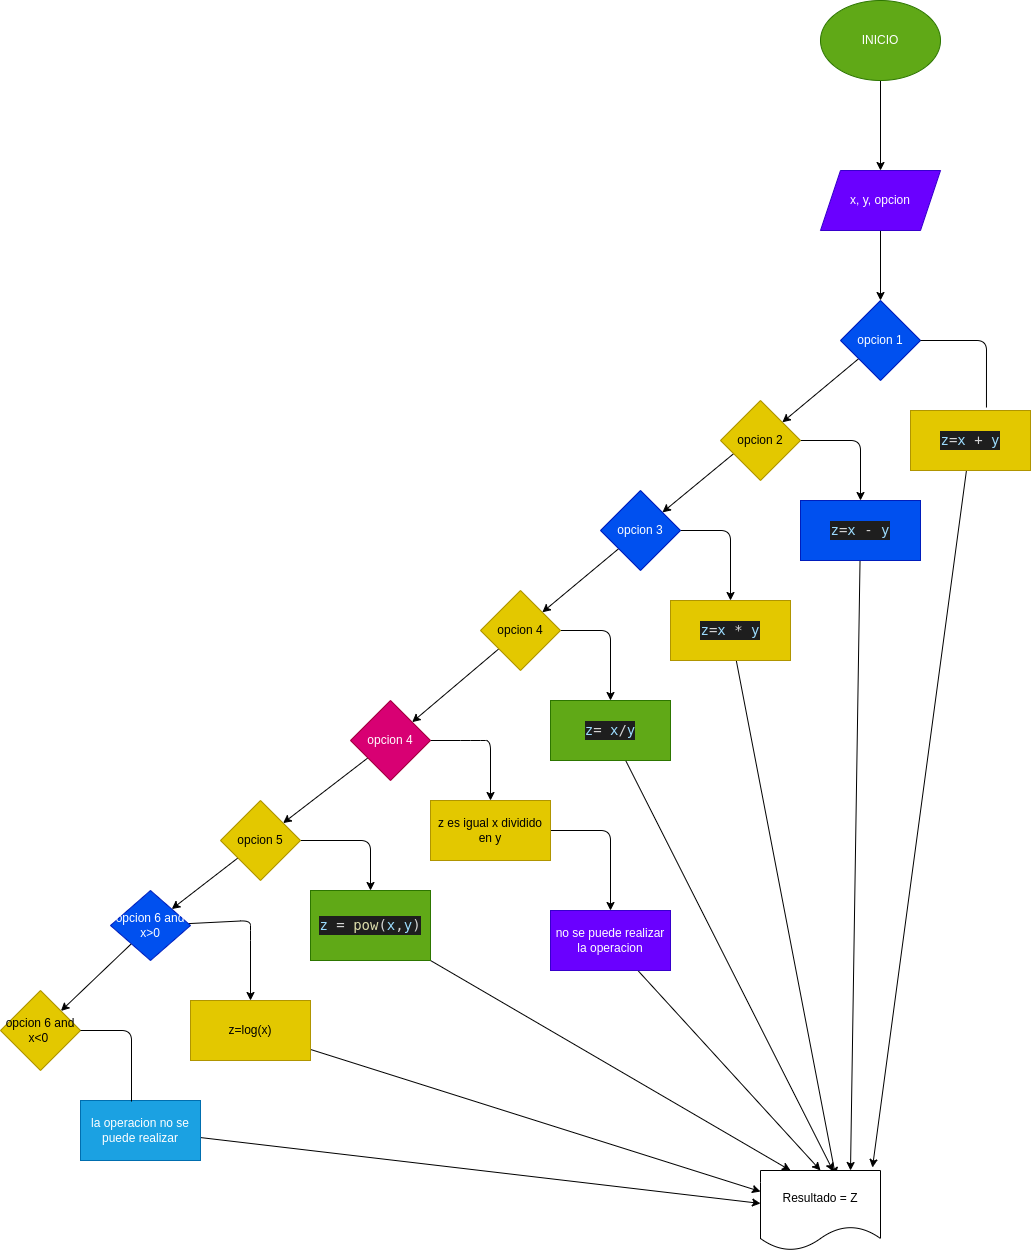 INICIO
x, y, opcion
opcion 1
opcion 2
z=x + y
opcion 3
z=x - y
opcion 4
z=x * y
opcion 4
z= x/y
z es igual x dividido
en y
opcion 5
opcion 6 and
x>0
z = pow(x,y)
no se puede realizar
la operacion
opcion 6 and
x<0
z=log(x)
la operacion no se
puede realizar
Resultado = Z